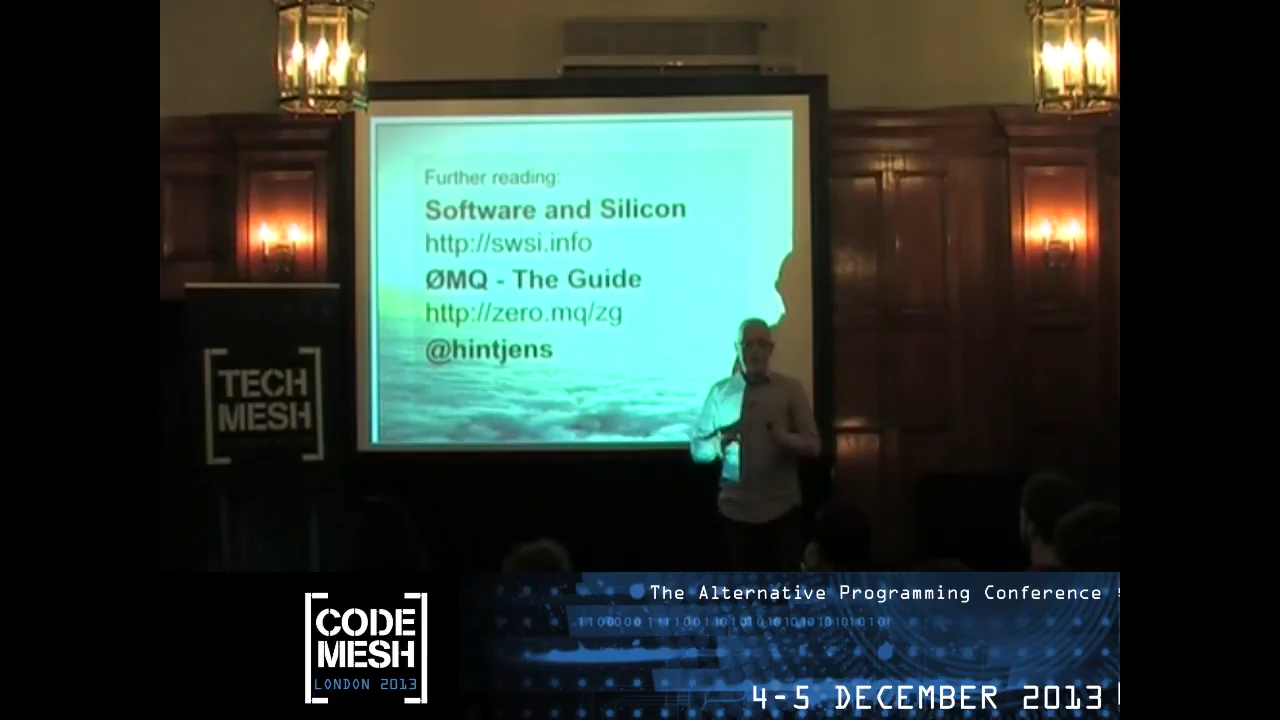 Further reading:
Software and Silicon
http://swsi.info
ØMQ - The Guide
http://zero.mq/zg
@hintjens
TECH
MESH
CODE
MESH
LONDON 2013
The Alternative Programming Conference
4-5 DECEMBER 2013